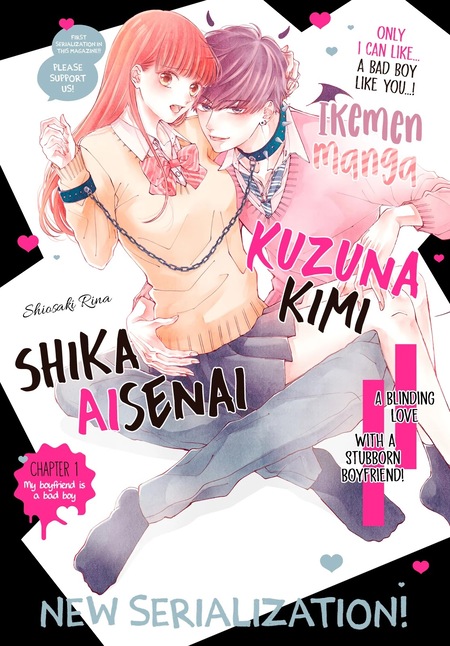 FIRST
SERIALIZATION IN
THIS MAGAZINE!!
PLEASE
SUPPORT
US!
ONLY
I CAN LIKE...
A BAD BOY
LIKE YOU..!
Ikemen
manga
KUZUNA
KIMI
Shiosaki Rina
SHIKA
AISENAI
A BLINDING
LOVE
WITH A
STUBBORN
BOYFRIEND!
CHAPTER 1
My boyfriend is
a bad boy
NEW SERIALIZATION!